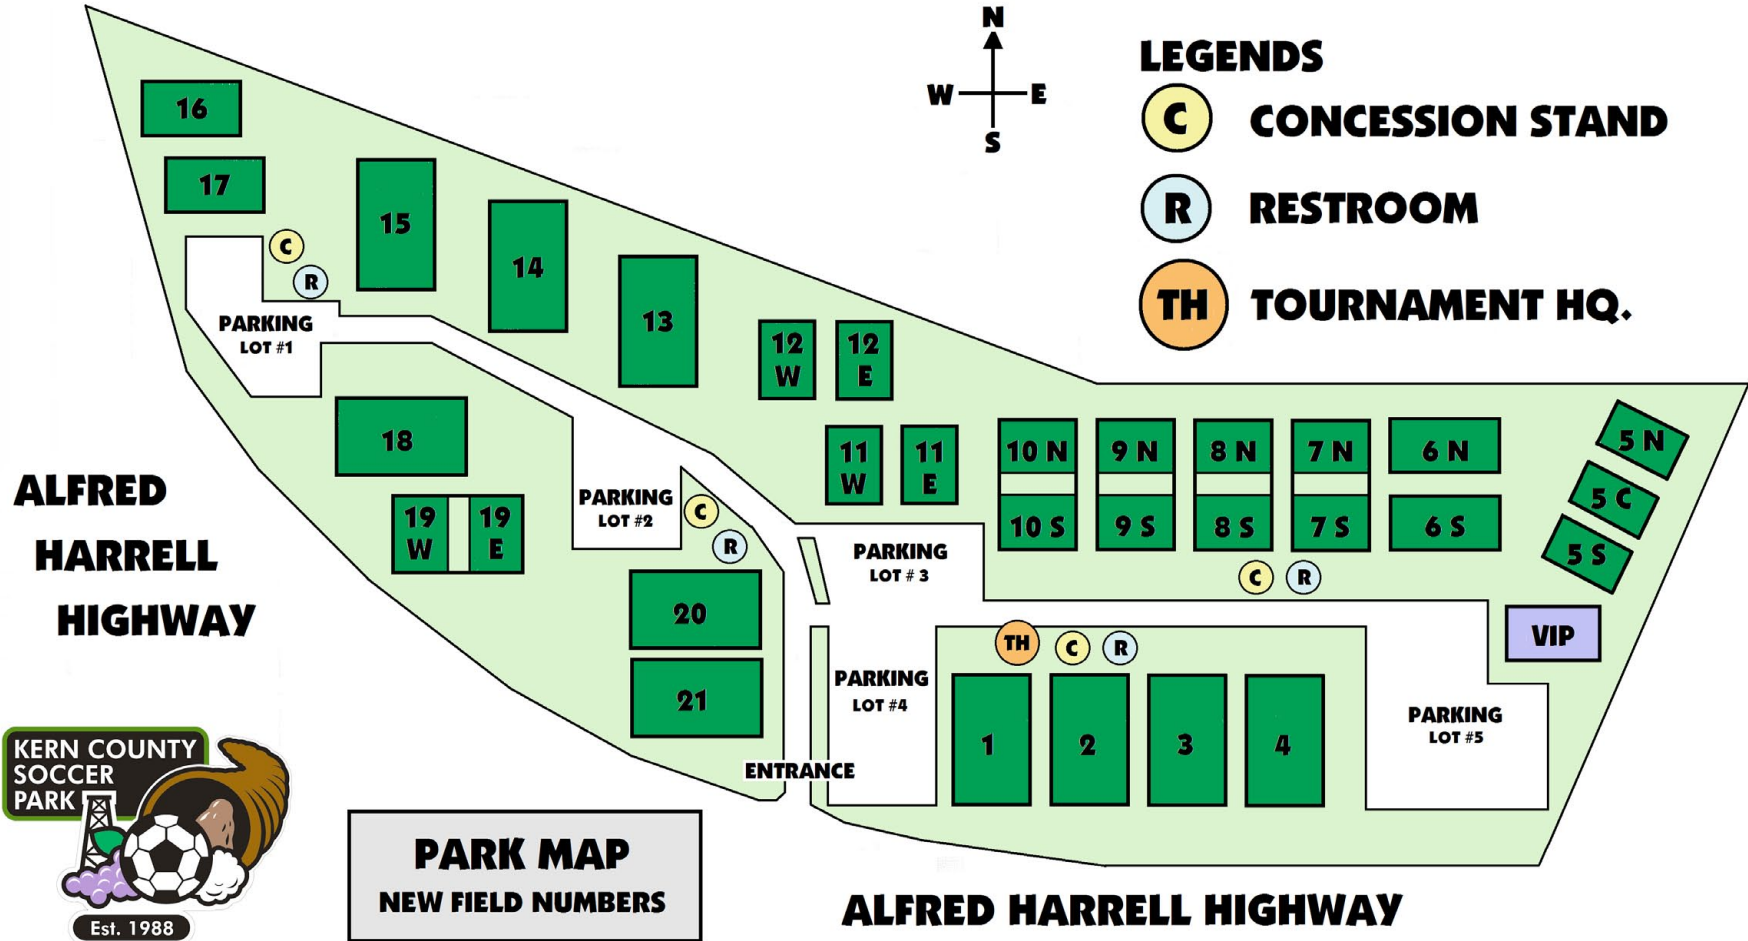 N
W E
S
LEGENDS
C CONCESSION STAND
R RESTROOM
TH TOURNAMENT HQ.
16
17
15
14
13
C
R
PARKING
LOT #1
12
W
12
E
11
W
11
E
10 N
9 N
8 N
7 N
6 N
5 N
5 C
5 S
10 S
9 S
8 S
7 S
6 S
18
19
W
19
E
PARKING
LOT #2
C
R
PARKING
LOT # 3
C R
20
21
TH C R
VIP
PARKING
LOT #4
1
2
3
4
PARKING
LOT #5
ENTRANCE
ALFRED
HARRELL
HIGHWAY
KERN COUNTY
SOCCER
PARK
Est. 1988
PARK MAP
NEW FIELD NUMBERS
ALFRED HARRELL HIGHWAY